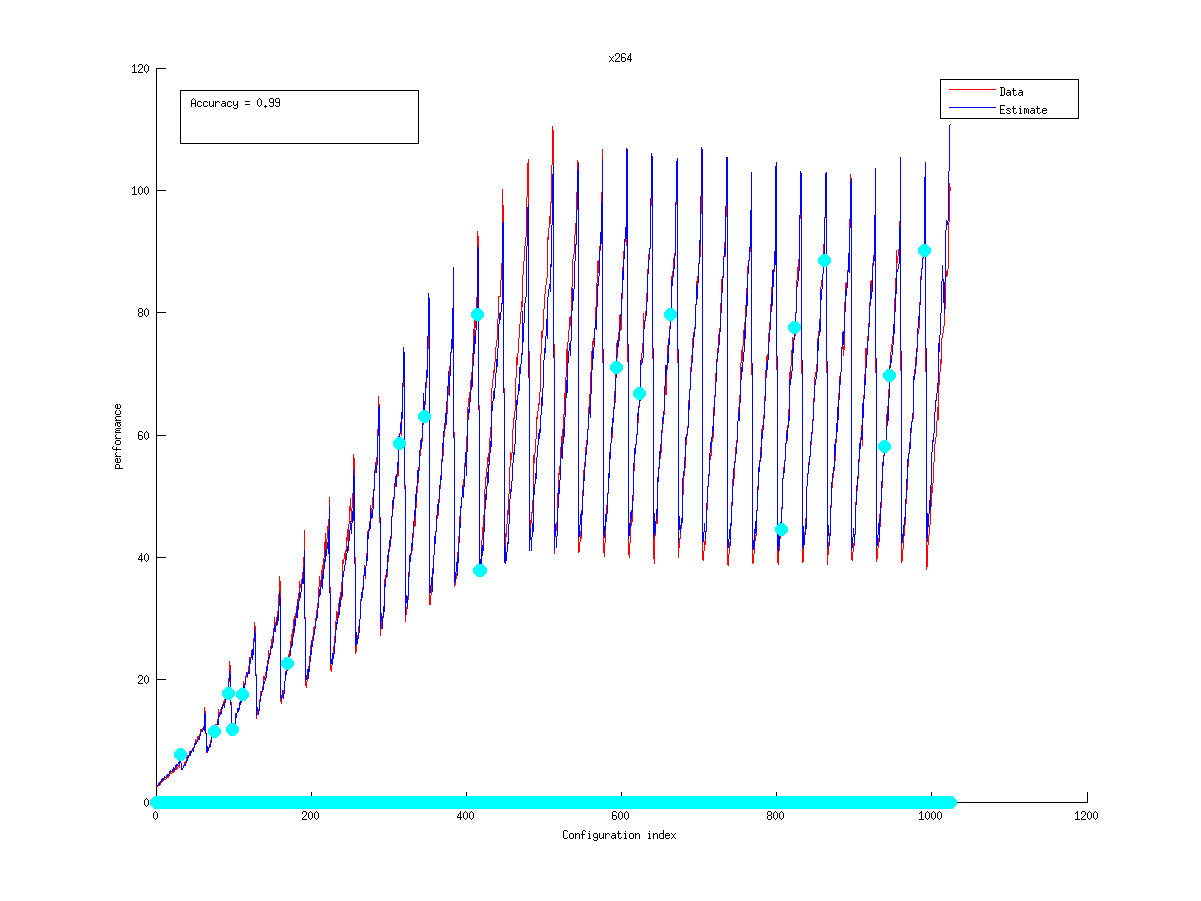 x264
Accuracy = 0.99
Data
Estimate
120
100
80
60
40
20
0
performance
0 200 400 600 800 1000 1200
Configuration index